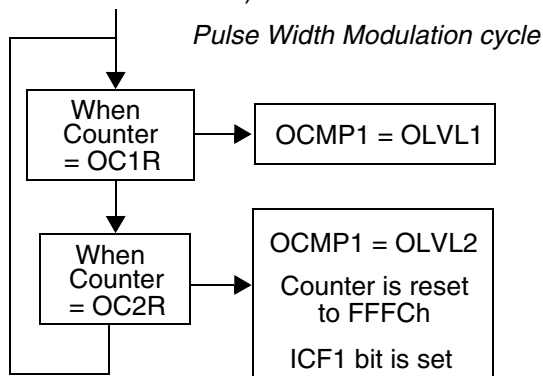 Pulse Width Modulation cycle
When
Counter
= OC1R
OCMP1 = OLVL1
When
Counter
= OC2R
OCMP1 = OLVL2
Counter is reset
to FFFCh
ICF1 bit is set